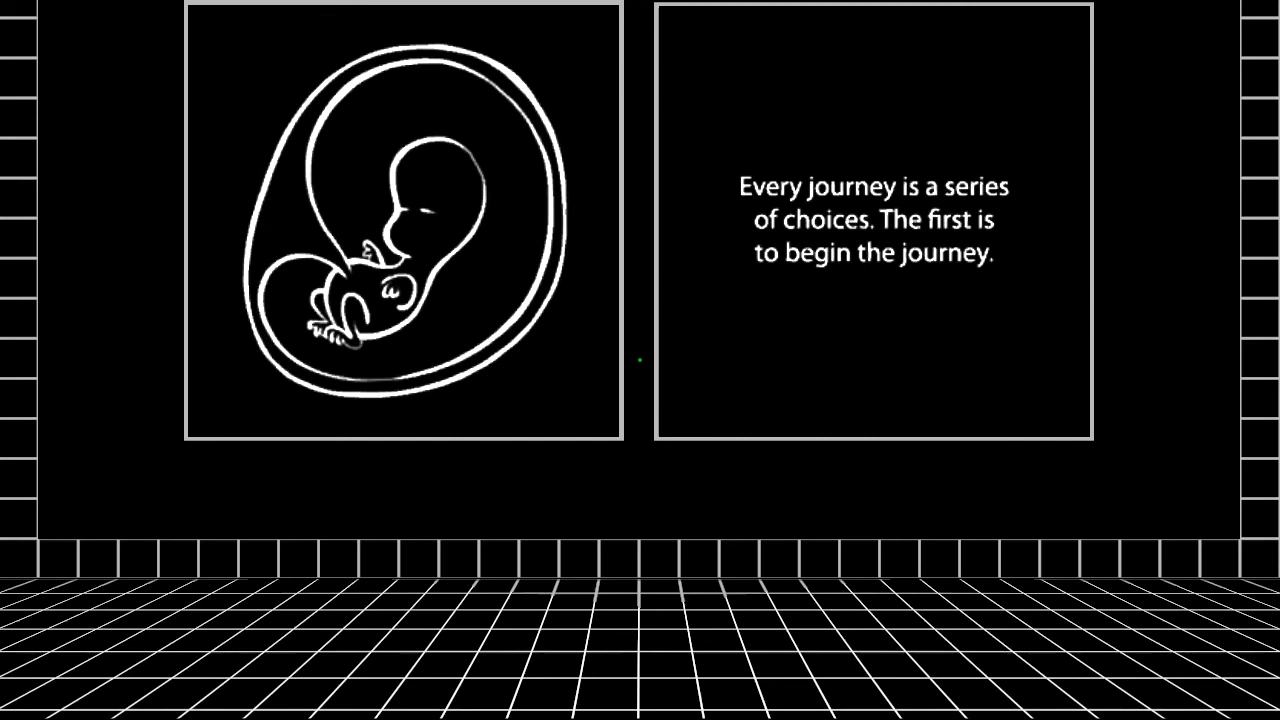 Every journey is a series
of choices. The first is
to begin the journey.